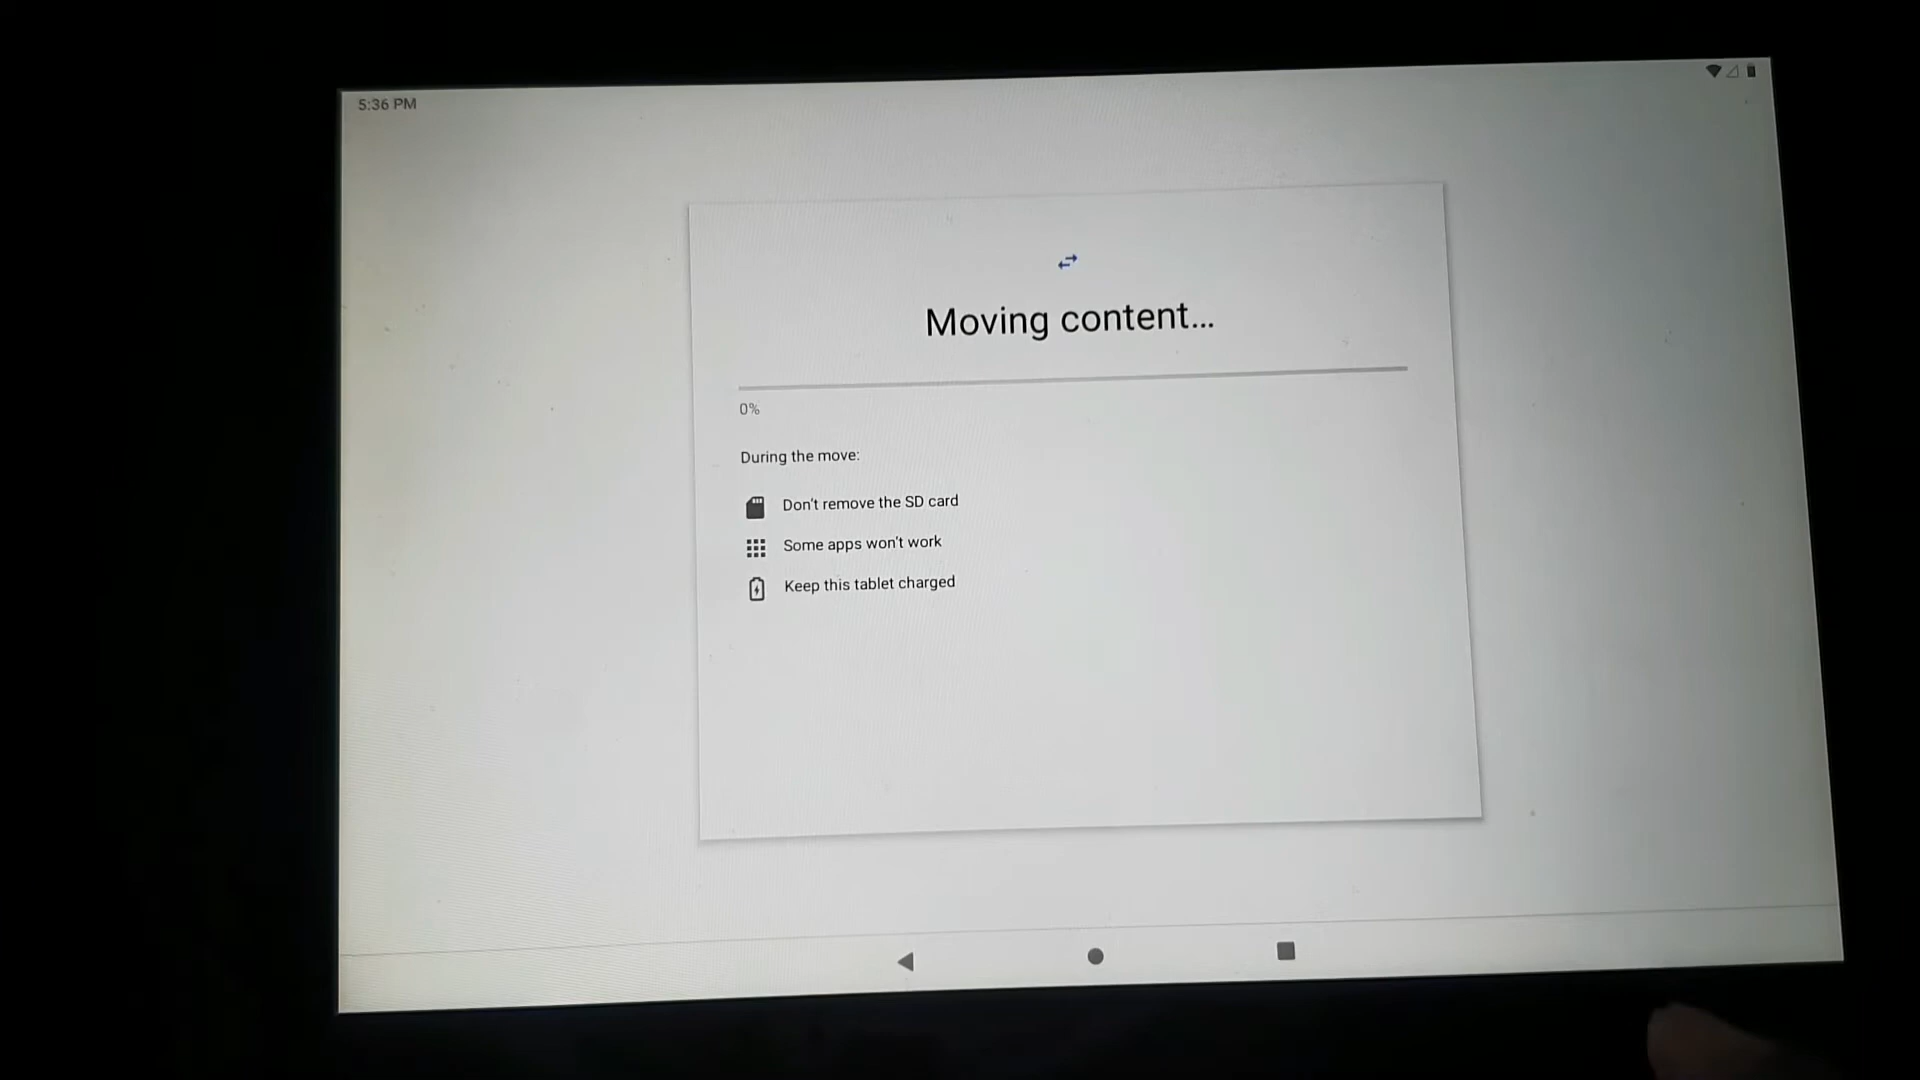 5:36 PM
Moving content...
0%
During the move:
Don't remove the SD card
Some apps won't work
Keep this tablet charged